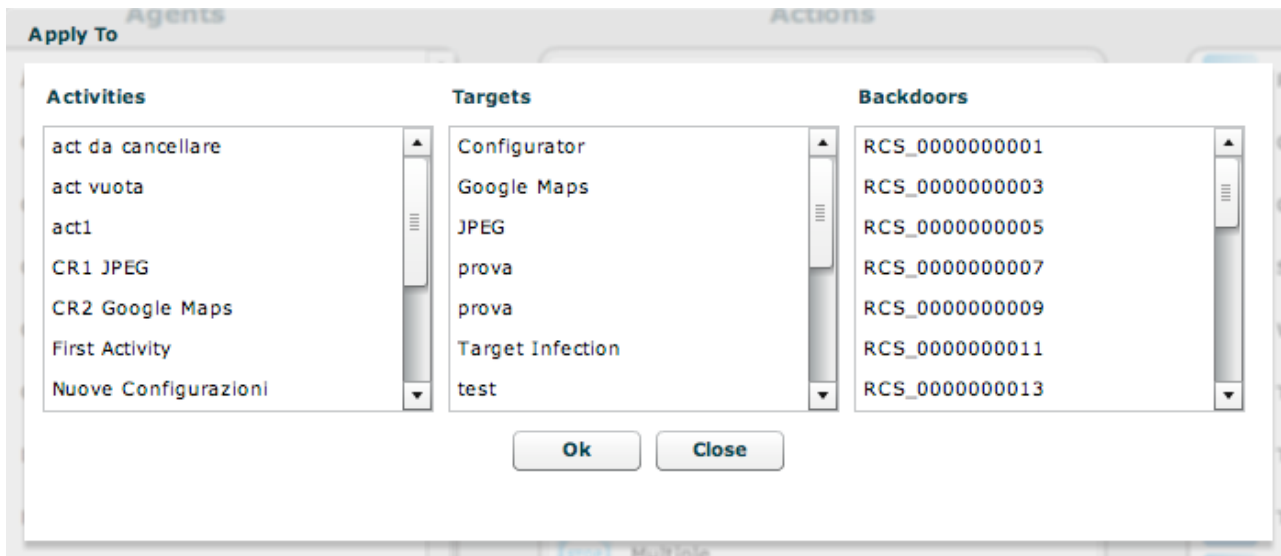 Agents
Actions
Apply To
Activities
act da cancellare
act vuota
act1
CR1 JPEG
CR2 Google Maps
First Activity
Nuove Configurazioni
Targets
Configurator
Google Maps
JPEG
prova
prova
Target Infection
test
Backdoors
RCS_0000000001
RCS_0000000003
RCS_0000000005
RCS_0000000007
RCS_0000000009
RCS_0000000011
RCS_0000000013
Ok
Close
Multiple